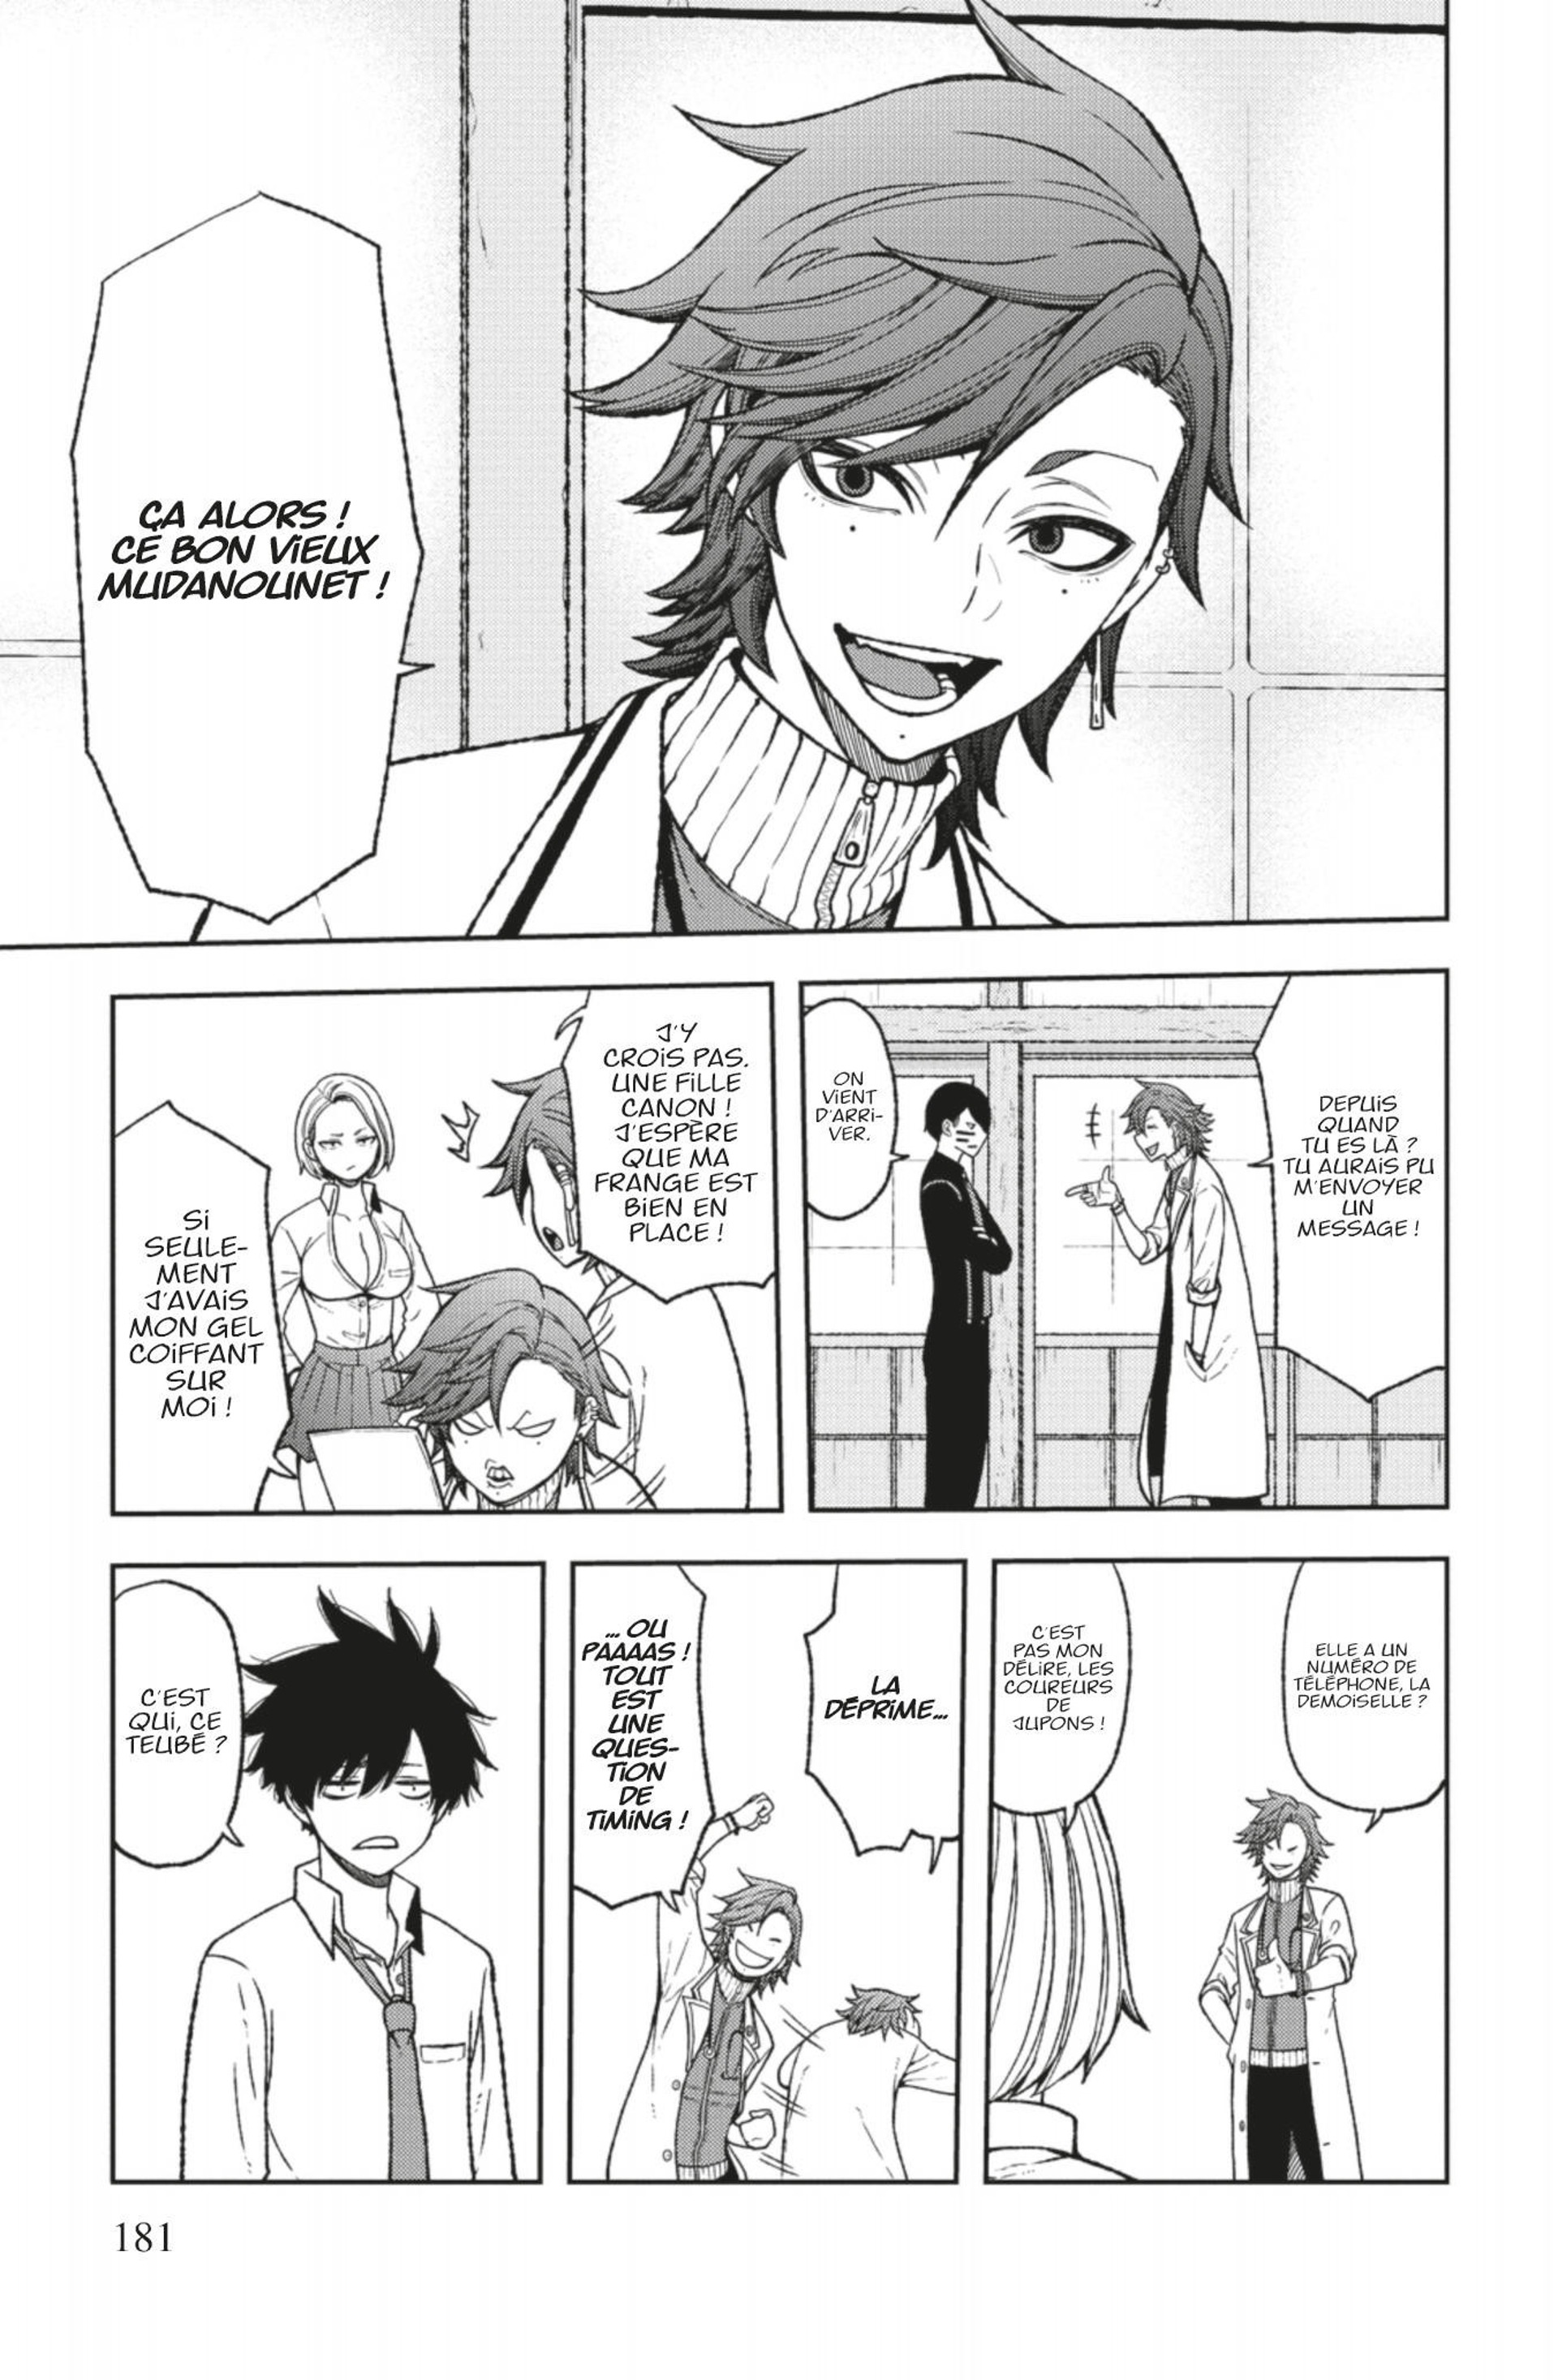 ÇA ALORS !
CE BON VIEUX
MUDANOUNET !
DEPUIS
QUAND
TU ES LÀ ?
TU AURAIS PU
M'ENVOYER
UN
MESSAGE !
ON
VIENT
D'ARRI-
VER.
J'Y
CROIS PAS.
UNE FILLE
CANON !
J'ESPÈRE
QUE MA
FRANGE EST
BIEN EN
PLACE !
SI
SEULE-
MENT
J'AVAIS
MON GEL
COIFFANT
SUR
MOI !
ELLE A UN
NUMÉRO DE
TÉLÉPHONE, LA
DEMOISELLE ?
C'EST
PAS MON
DÉLIRE, LES
COUREURS
DE
JUPONS !
LA
DÉPRIME...
... OU
PAAAAS !
TOUT
EST
UNE
QUES-
TION
DE
TIMING !
C'EST
QUI, CE
TEUBÉ ?
181